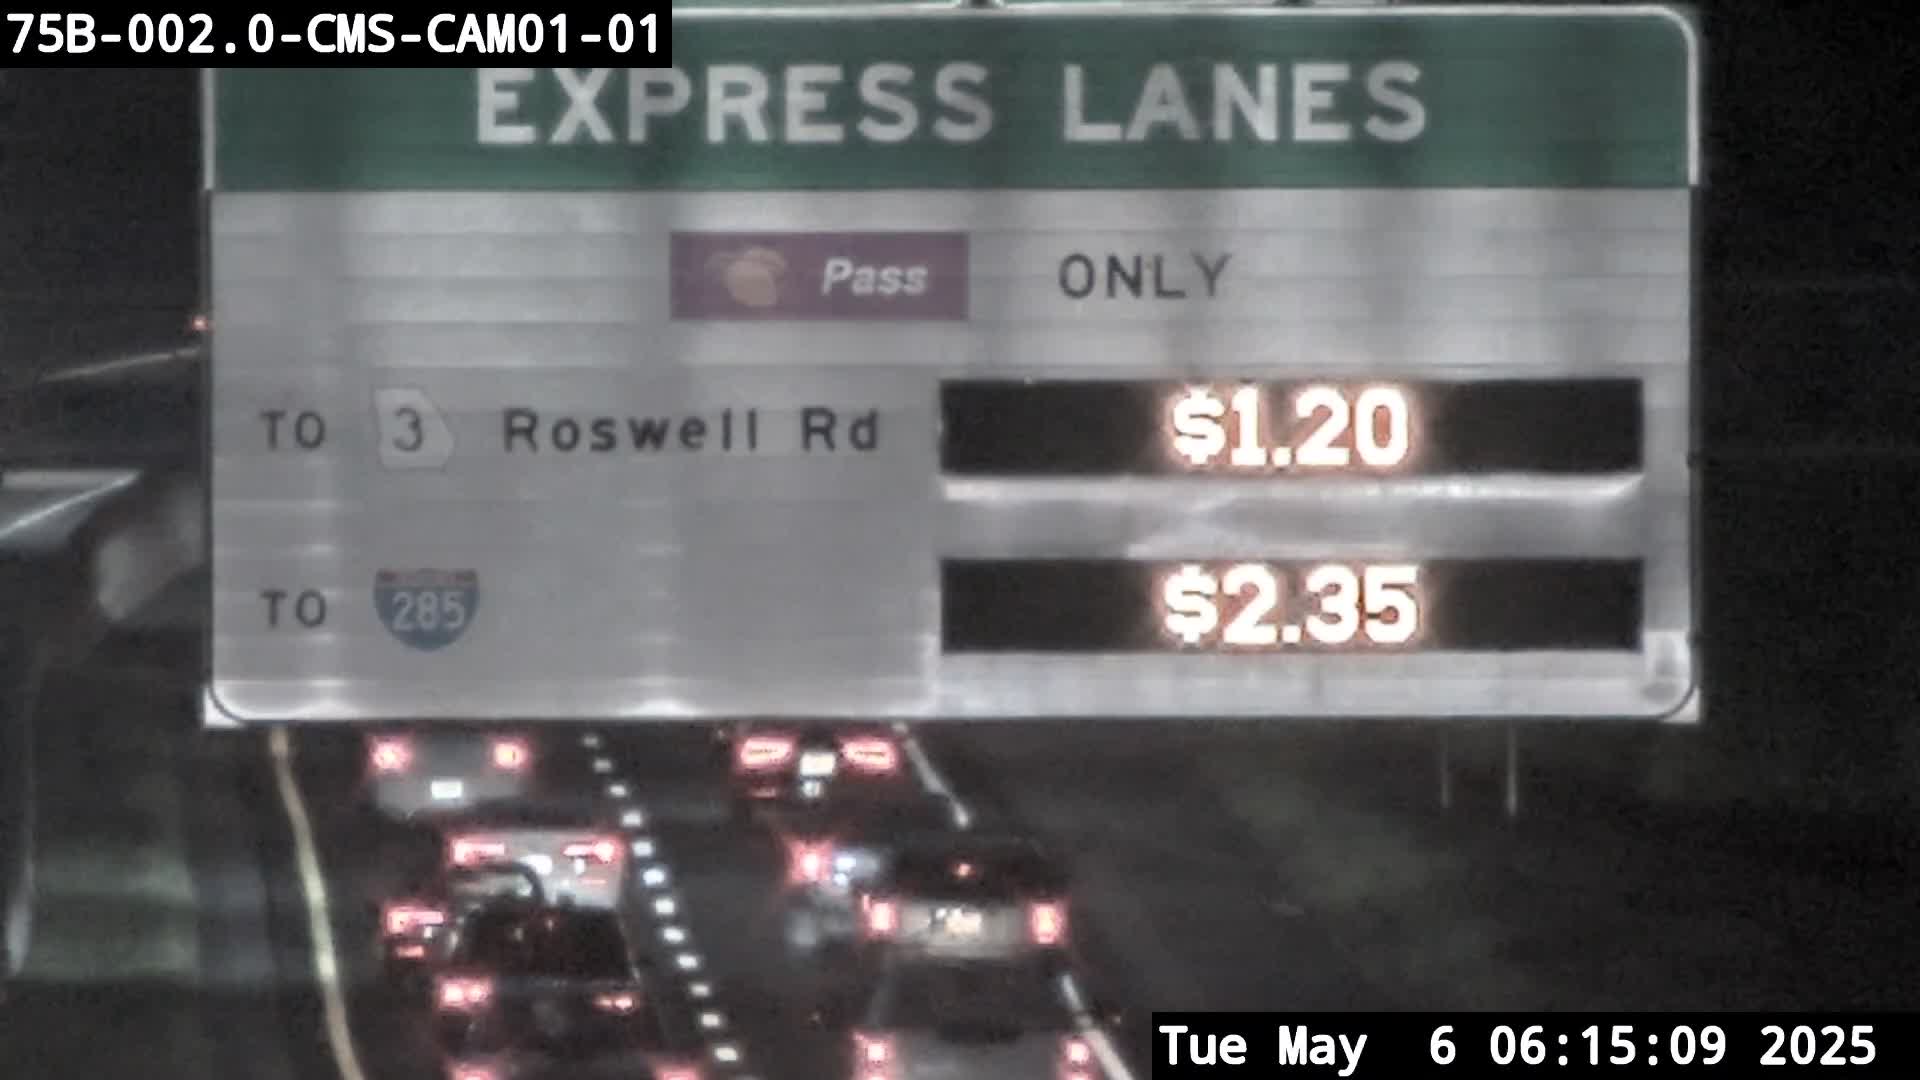 75B-002.0-CMS-CAM01-01
EXPRESS LANES
Pass ONLY
TO 3 Roswell Rd $1.20
TO 285 $2.35
Tue May 6 06:15:09 2025